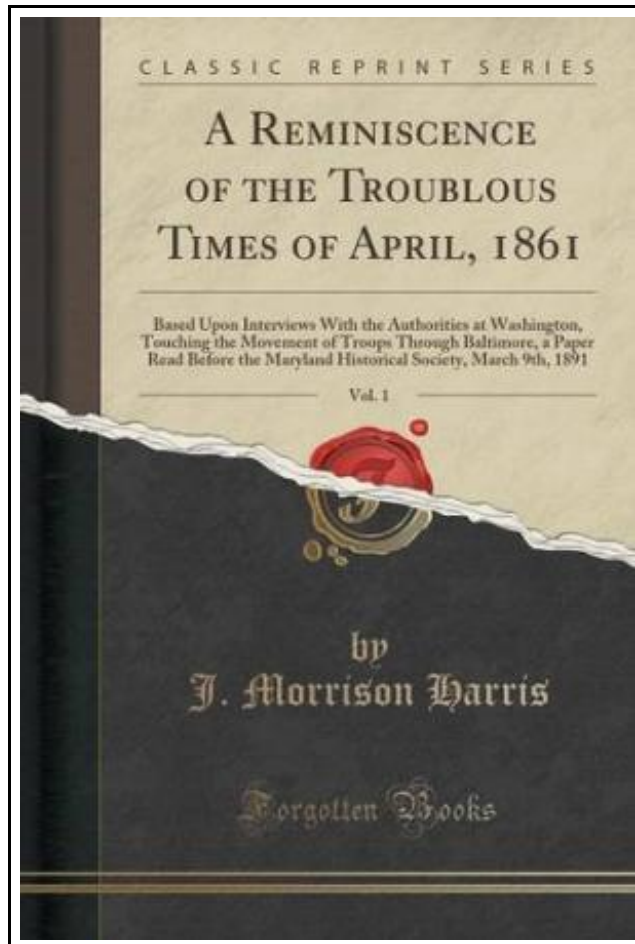 CLASSIC REPRINT SERIES
A REMINISCENCE
OF THE TROUBLOUS
TIMES OF APRIL, 1861
Based Upon Interviews With the Authorities at Washington,
Touching the Movement of Troops Through Baltimore, a Paper
Read Before the Maryland Historical Society, March 9th, 1891
Vol. 1
by
J. Morrison Harris
Forgotten Books